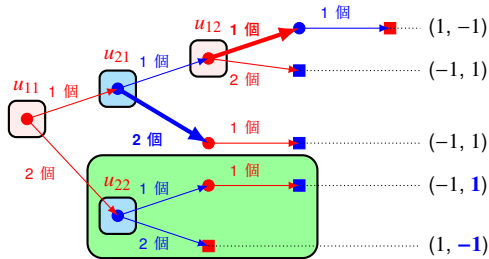 1 個
u12
1 個
(1, -1)
u21
1 個
2 個
(-1, 1)
u11
1 個
2 個
1 個
(-1, 1)
2 個
u22
1 個
1 個
(-1, 1)
2 個
(1, -1)